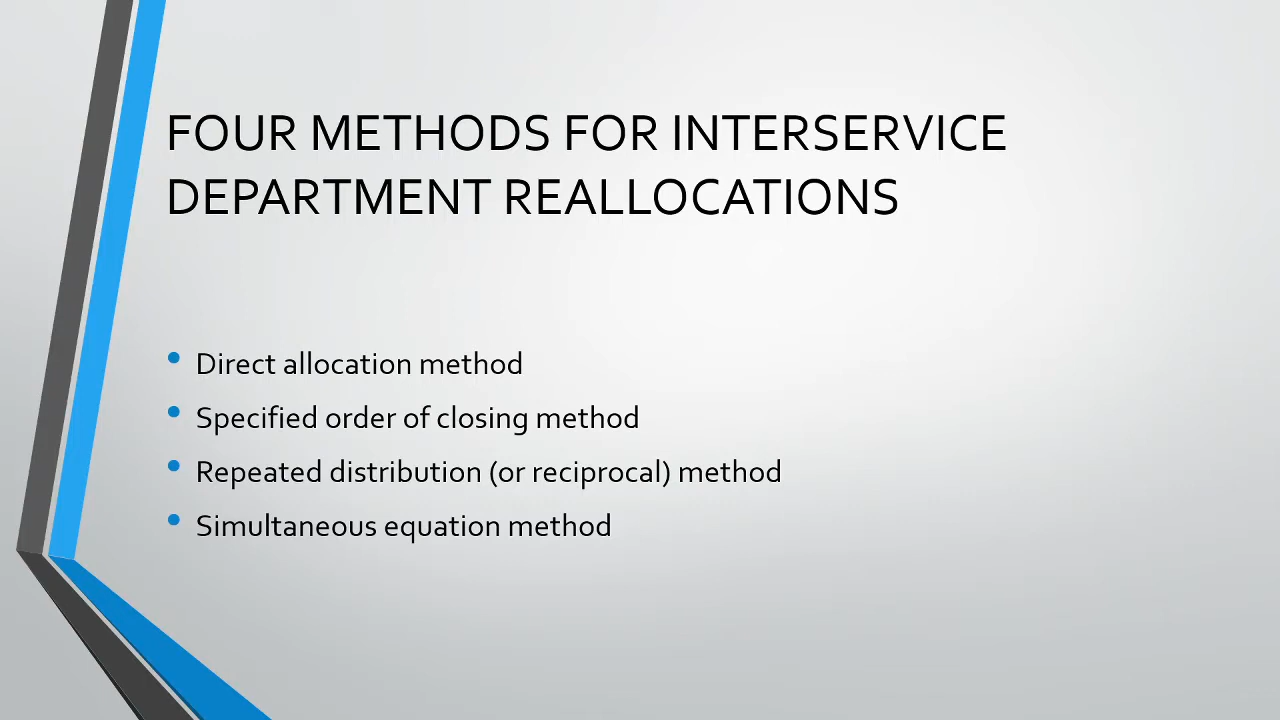 FOUR METHODS FOR INTERSERVICE
DEPARTMENT REALLOCATIONS
• Direct allocation method
• Specified order of closing method
• Repeated distribution (or reciprocal) method
• Simultaneous equation method